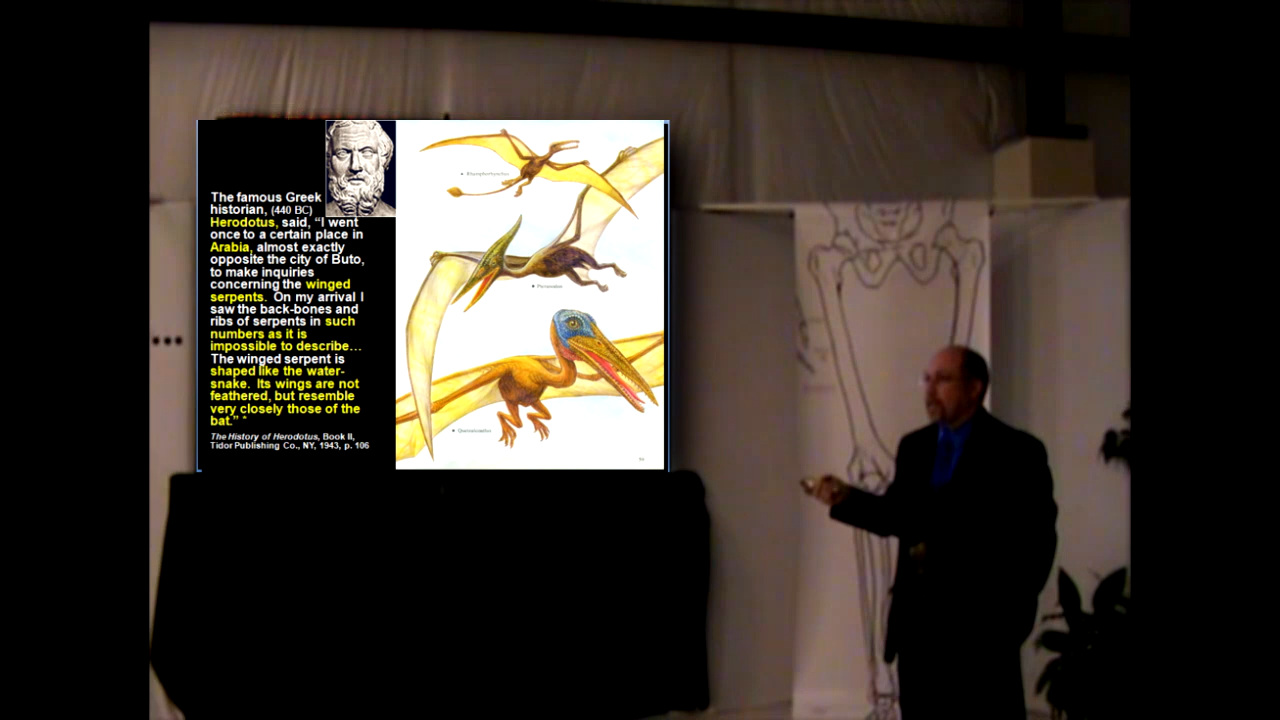 The famous Greek
historian, (440 BC)
Herodotus, said, “I went
once to a certain place in
Arabia, almost exactly
opposite the city of Buto,
to make inquiries
concerning the winged
serpents. On my arrival I
saw the back-bones and
ribs of serpents in such
numbers as it is
impossible to describe…
The winged serpent is
shaped like the water-
snake. Its wings are not
feathered, but resemble
very closely those of the
bat.” *
The History of Herodotus, Book II,
Tidor Publishing Co., NY, 1943, p. 106